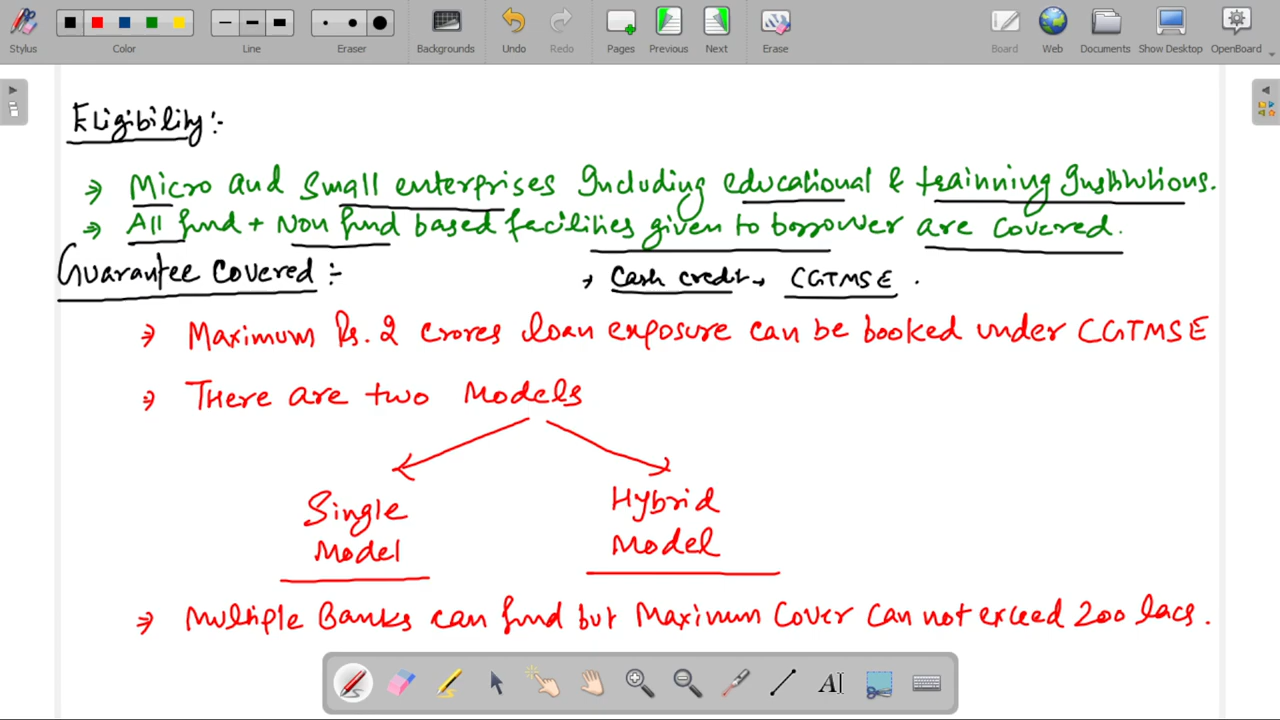 Stylus
Color
Line
Eraser
Backgrounds
Undo
Redo
Pages
Previous
Next
Erase
Board
Web
Documents
Show Desktop
OpenBoard
Eligibility :-
⇒ Micro and Small enterprises Including educational & trainning Institutions.
⇒ All fund + Non fund based facilities given to borrower are covered.
Guarantee Covered :-
→ Cash credit → CGTMSE .
⇒ Maximum Rs. 2 crores loan exposure can be booked under CGTMSE
⇒ There are two Models
Single Model
Hybrid Model
⇒ Multiple Banks can fund but Maximum Cover Can not exceed 200 lacs.
AI